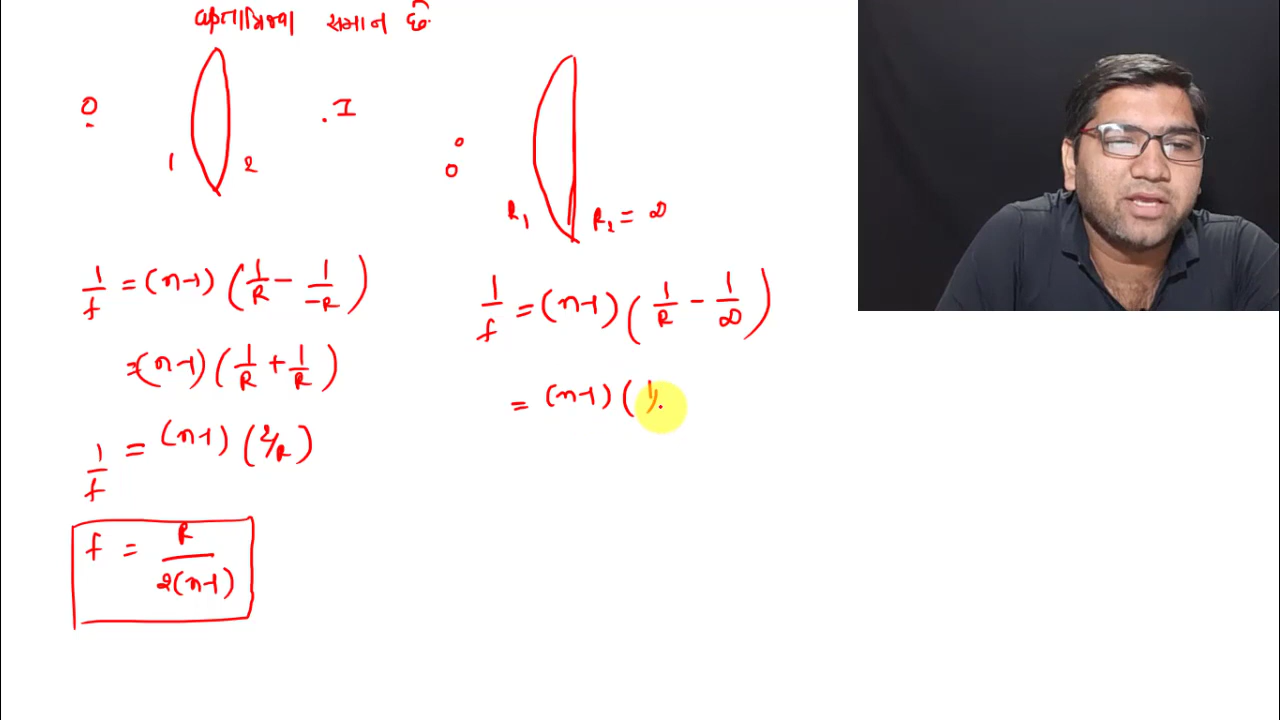 વક્રતાત્રિજ્યા સમાન છે.
O
. I
1 2
O
R₁ R₂ = ∞
1/f = (n-1) (1/R - 1/-R)
= (n-1) (1/R + 1/R)
1/f = (n-1) (2/R)
f = R / 2(n-1)
1/f = (n-1) (1/R - 1/∞)
= (n-1) (1